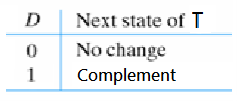 D Next state of T
0 No change
1 Complement